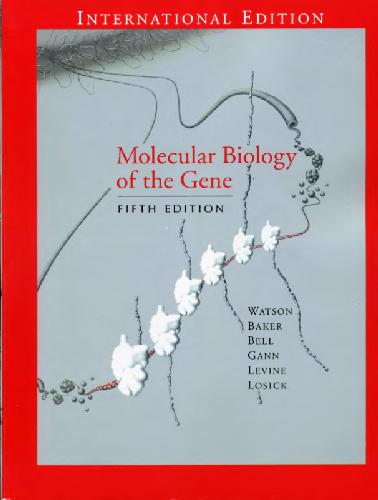 INTERNATIONAL EDITION
Molecular Biology
of the Gene
FIFTH EDITION
WATSON
BAKER
BELL
GANN
LEVINE
LOSICK